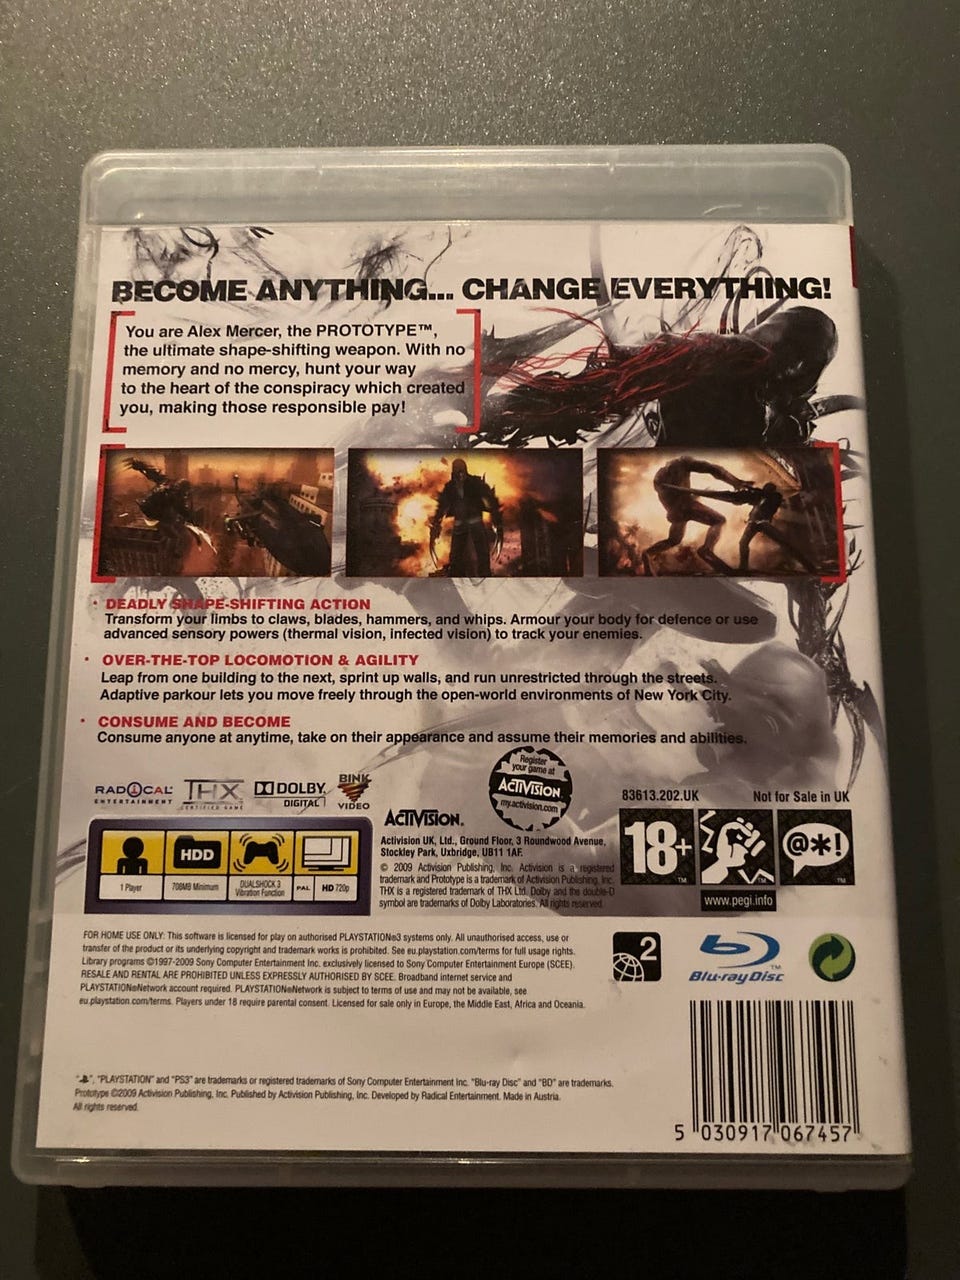 BECOME ANYTHING... CHANGE EVERYTHING!
You are Alex Mercer, the PROTOTYPE™,
the ultimate shape-shifting weapon. With no
memory and no mercy, hunt your way
to the heart of the conspiracy which created
you, making those responsible pay!
• DEADLY SHAPE-SHIFTING ACTION
Transform your limbs to claws, blades, hammers, and whips. Armour your body for defence or use
advanced sensory powers (thermal vision, infected vision) to track your enemies.
• OVER-THE-TOP LOCOMOTION & AGILITY
Leap from one building to the next, sprint up walls, and run unrestricted through the streets.
Adaptive parkour lets you move freely through the open-world environments of New York City.
• CONSUME AND BECOME
Consume anyone at anytime, take on their appearance and assume their memories and abilities.
RADICAL
ENTERTAINMENT
THX
CERTIFIED GAME
DOLBY
DIGITAL
BINK
VIDEO
Register
your game at
ACTIVISION
my.activision.com
83613.202.UK
Not for Sale in UK
ACTIVISION.
Activision UK, Ltd., Ground Floor, 3 Roundwood Avenue,
Stockley Park, Uxbridge, UB11 1AF.
© 2009 Activision Publishing, Inc. Activision is a registered
trademark and Prototype is a trademark of Activision Publishing, Inc.
THX is a registered trademark of THX Ltd. Dolby and the double-D
symbol are trademarks of Dolby Laboratories. All rights reserved.
HDD
1 Player
708MB Minimum
DUALSHOCK 3
Vibration Function
PAL
HD 720p
18+
TM
TM
@*!
TM
www.pegi.info
FOR HOME USE ONLY: This software is licensed for play on authorised PLAYSTATION®3 systems only. All unauthorised access, use or
transfer of the product or its underlying copyright and trademark works is prohibited. See eu.playstation.com/terms for full usage rights.
Library programs ©1997-2009 Sony Computer Entertainment Inc. exclusively licensed to Sony Computer Entertainment Europe (SCEE).
RESALE AND RENTAL ARE PROHIBITED UNLESS EXPRESSLY AUTHORISED BY SCEE. Broadband internet service and
PLAYSTATION®Network account required. PLAYSTATION®Network is subject to terms of use and may not be available, see
eu.playstation.com/terms. Players under 18 require parental consent. Licensed for sale only in Europe, the Middle East, Africa and Oceania.
2
Blu-ray Disc
TM
" ", "PLAYSTATION" and "PS3" are trademarks or registered trademarks of Sony Computer Entertainment Inc. "Blu-ray Disc" and "BD" are trademarks.
Prototype ©2009 Activision Publishing, Inc. Published by Activision Publishing, Inc. Developed by Radical Entertainment. Made in Austria.
All rights reserved.
5 030917 067457